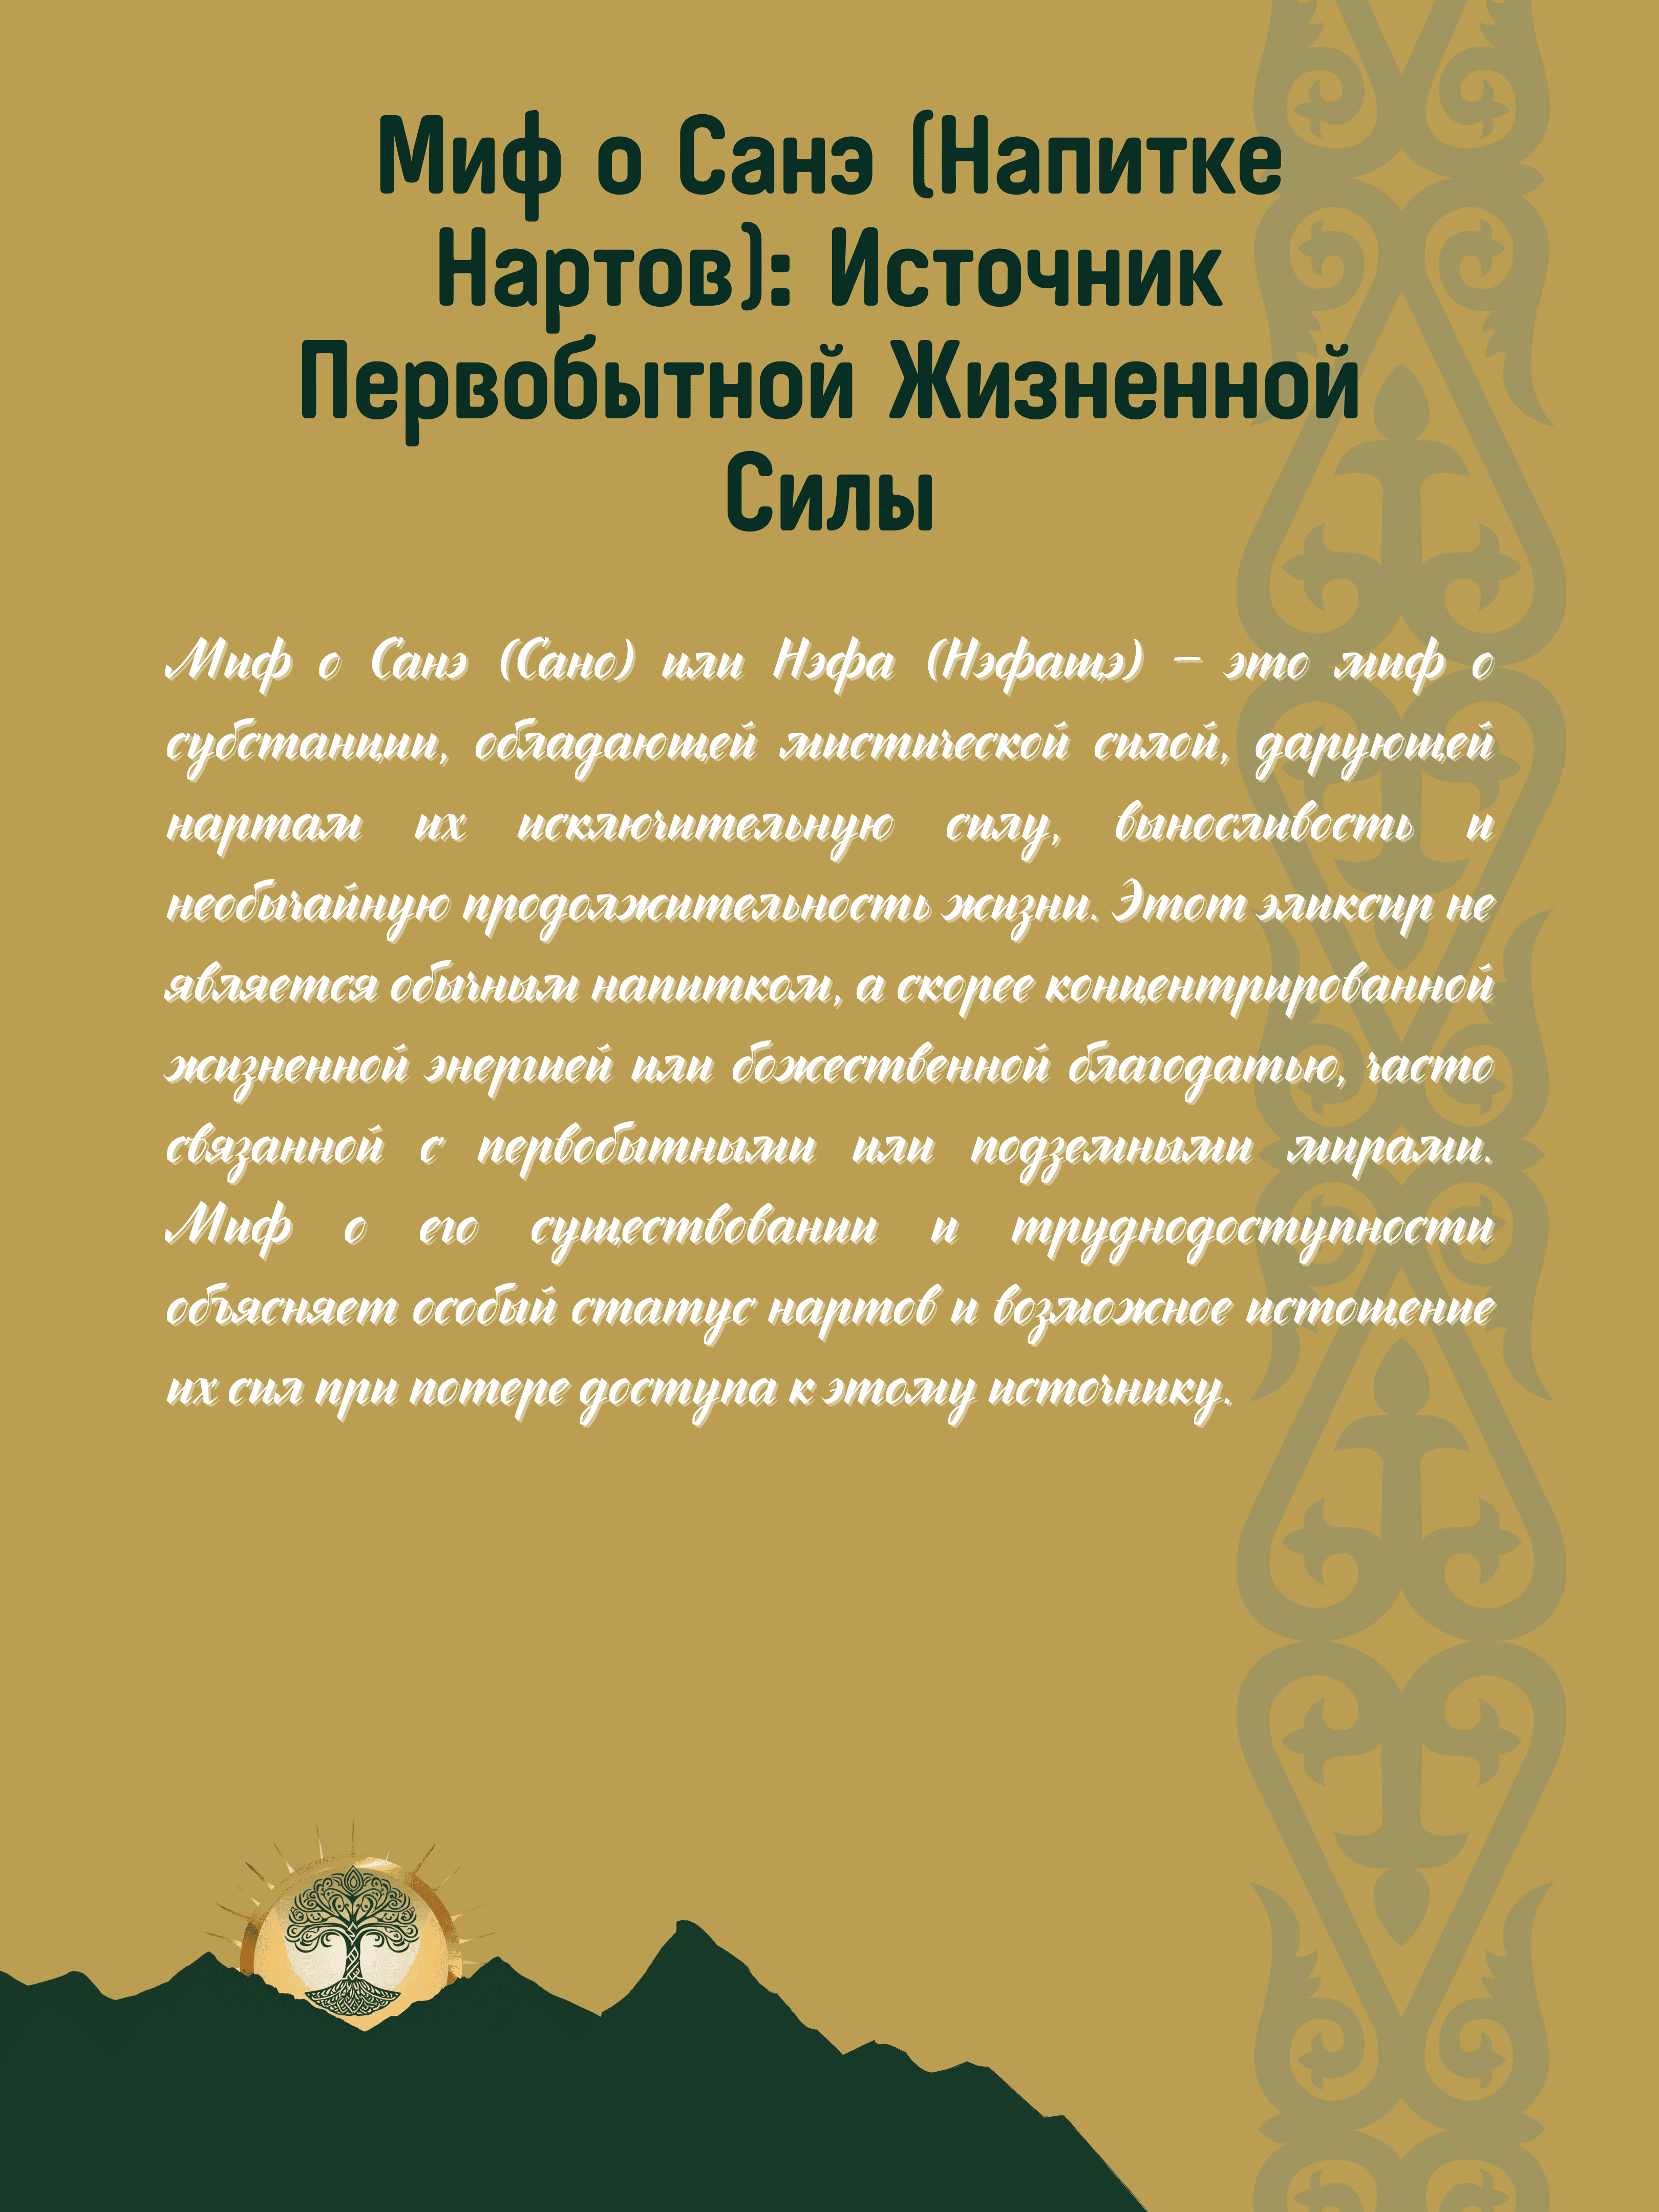 Миф о Санэ (Напитке
Нартов): Источник
Первобытной Жизненной
Силы
Миф о Санэ (Сано) или Нэфа (Нэфащэ) – это миф о
субстанции, обладающей мистической силой, дарующей
нартам их исключительную силу, выносливость и
необычайную продолжительность жизни. Этот эликсир не
является обычным напитком, а скорее концентрированной
жизненной энергией или божественной благодатью, часто
связанной с первобытными или подземными мирами.
Миф о его существовании и труднодоступности
объясняет особый статус нартов и возможное истощение
их сил при потере доступа к этому источнику.